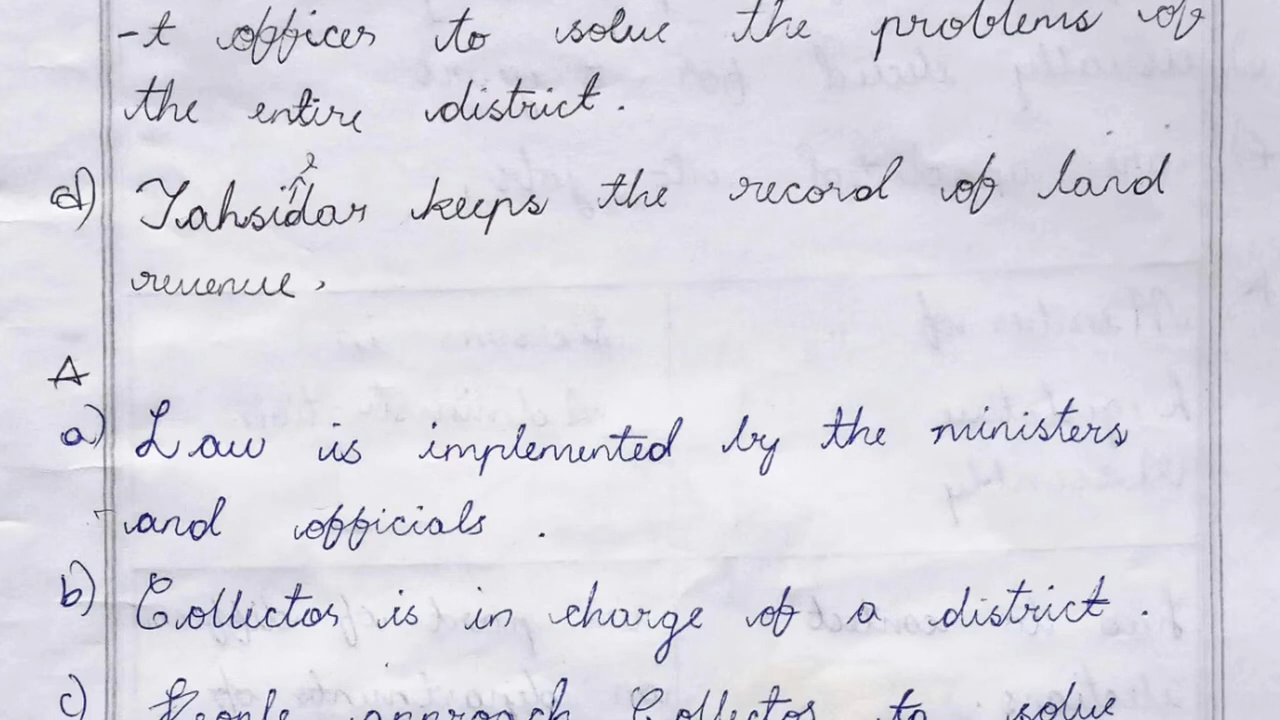 -t officer to solve the problems of
the entire district.
d) Tahsidar keeps the record of land
revenue.
A
a) Law is implemented by the ministers
and officials.
b) Collector is in charge of a district.
c) People approach Collector to solve